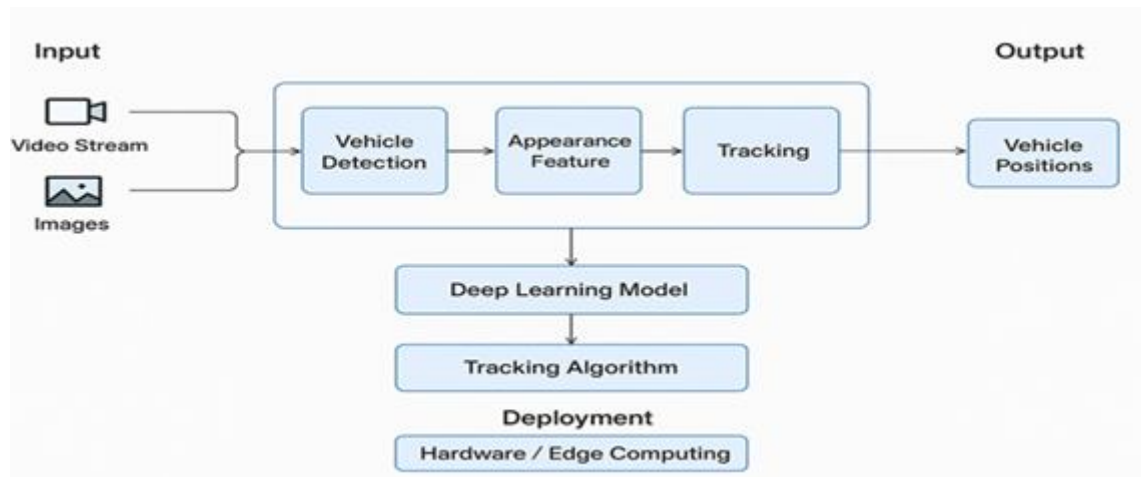 Input
Output
Video Stream
Images
Vehicle
Detection
Appearance
Feature
Tracking
Vehicle
Positions
Deep Learning Model
Tracking Algorithm
Deployment
Hardware / Edge Computing